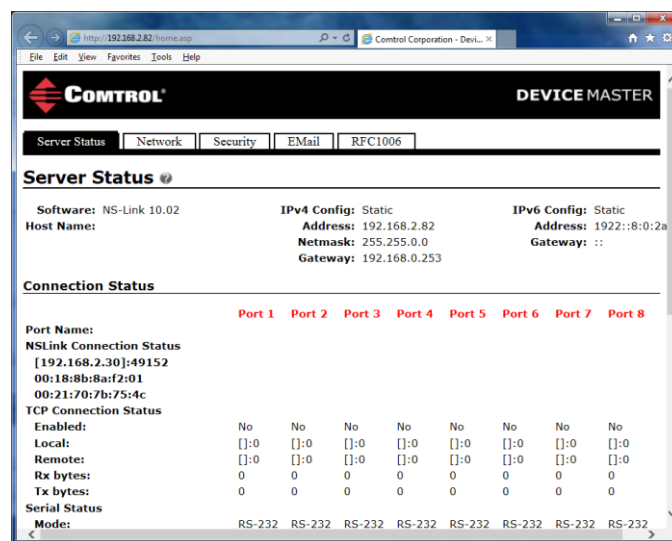 http://192.168.2.82/home.asp
Comtrol Corporation - Devi...
File Edit View Favorites Tools Help
COMTROL®
DEVICEMASTER
Server Status Network Security EMail RFC1006
Server Status ?
Software: NS-Link 10.02 IPv4 Config: Static IPv6 Config: Static
Host Name: Address: 192.168.2.82 Address: 1922::8:0:2a
Netmask: 255.255.0.0 Gateway: ::
Gateway: 192.168.0.253
Connection Status
Port 1 Port 2 Port 3 Port 4 Port 5 Port 6 Port 7 Port 8
Port Name:
NSLink Connection Status
[192.168.2.30]:49152
00:18:8b:8a:f2:01
00:21:70:7b:75:4c
TCP Connection Status
Enabled: No No No No No No No No
Local: []:0 []:0 []:0 []:0 []:0 []:0 []:0 []:0
Remote: []:0 []:0 []:0 []:0 []:0 []:0 []:0 []:0
Rx bytes: 0 0 0 0 0 0 0 0
Tx bytes: 0 0 0 0 0 0 0 0
Serial Status
Mode: RS-232 RS-232 RS-232 RS-232 RS-232 RS-232 RS-232 RS-232